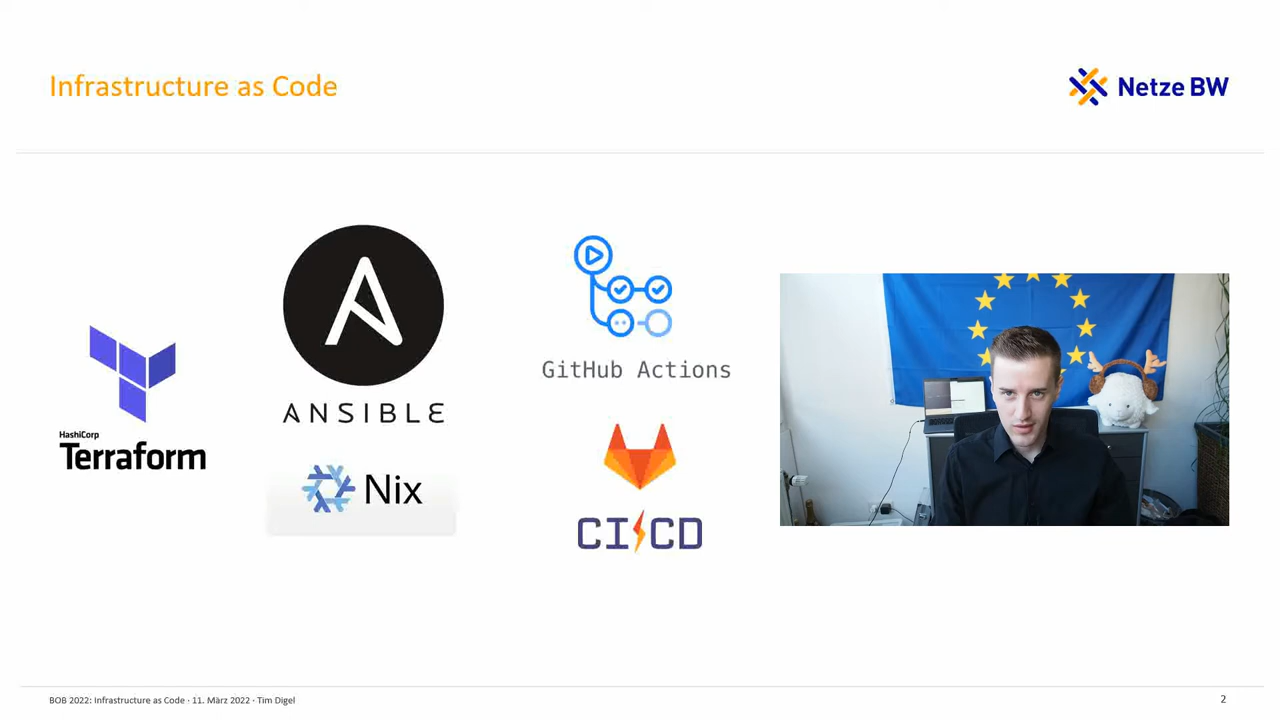 Infrastructure as Code
Netze BW
HashiCorp
Terraform
ANSIBLE
Nix
GitHub Actions
CI CD
BOB 2022: Infrastructure as Code · 11. März 2022 · Tim Digel
2